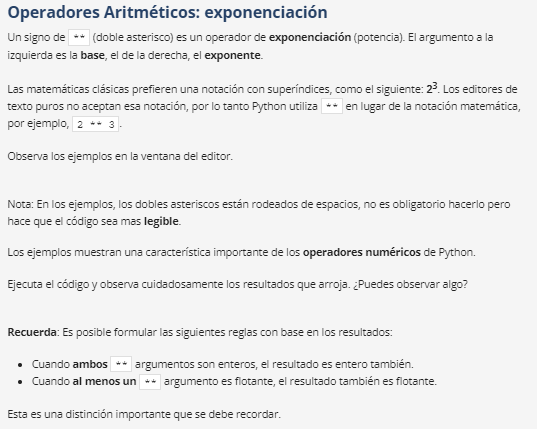 Operadores Aritméticos: exponenciación
Un signo de ** (doble asterisco) es un operador de exponenciación (potencia). El argumento a la
izquierda es la base, el de la derecha, el exponente.
Las matemáticas clásicas prefieren una notación con superíndices, como el siguiente: 2³. Los editores de
texto puros no aceptan esa notación, por lo tanto Python utiliza ** en lugar de la notación matemática,
por ejemplo, 2 ** 3.
Observa los ejemplos en la ventana del editor.
Nota: En los ejemplos, los dobles asteriscos están rodeados de espacios, no es obligatorio hacerlo pero
hace que el código sea mas legible.
Los ejemplos muestran una característica importante de los operadores numéricos de Python.
Ejecuta el código y observa cuidadosamente los resultados que arroja. ¿Puedes observar algo?
Recuerda: Es posible formular las siguientes reglas con base en los resultados:
• Cuando ambos ** argumentos son enteros, el resultado es entero también.
• Cuando al menos un ** argumento es flotante, el resultado también es flotante.
Esta es una distinción importante que se debe recordar.